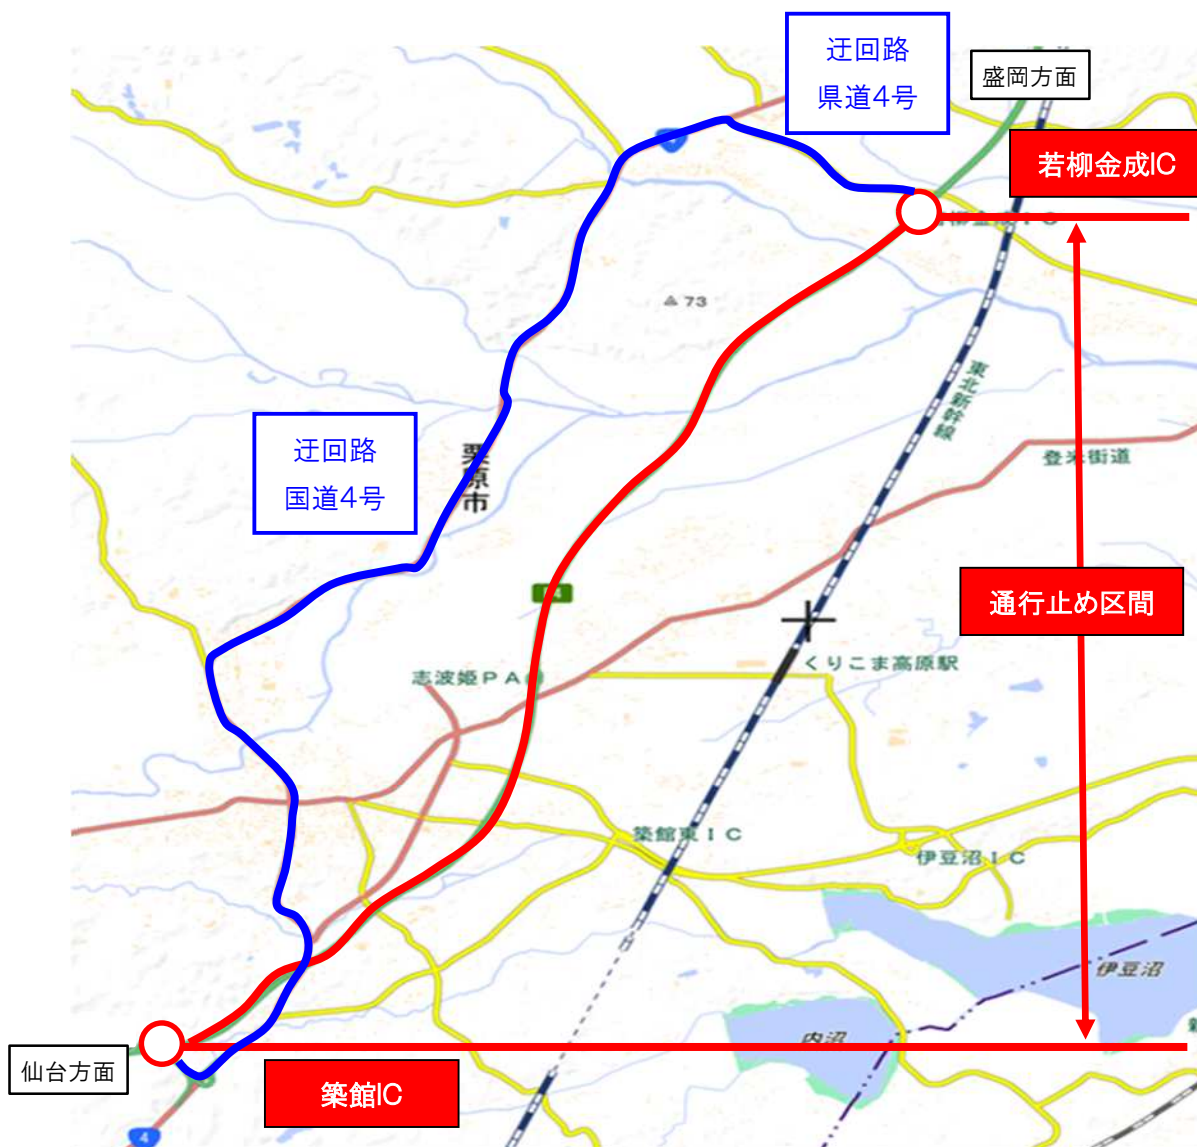 迂回路
県道4号
盛岡方面
若柳金成IC
73
東北新幹線
迂回路
国道4号
栗原市
登米街道
通行止め区間
志波姫PA
くりこま高原駅
築館東IC
伊豆沼IC
伊豆沼
内沼
仙台方面
築館IC
4